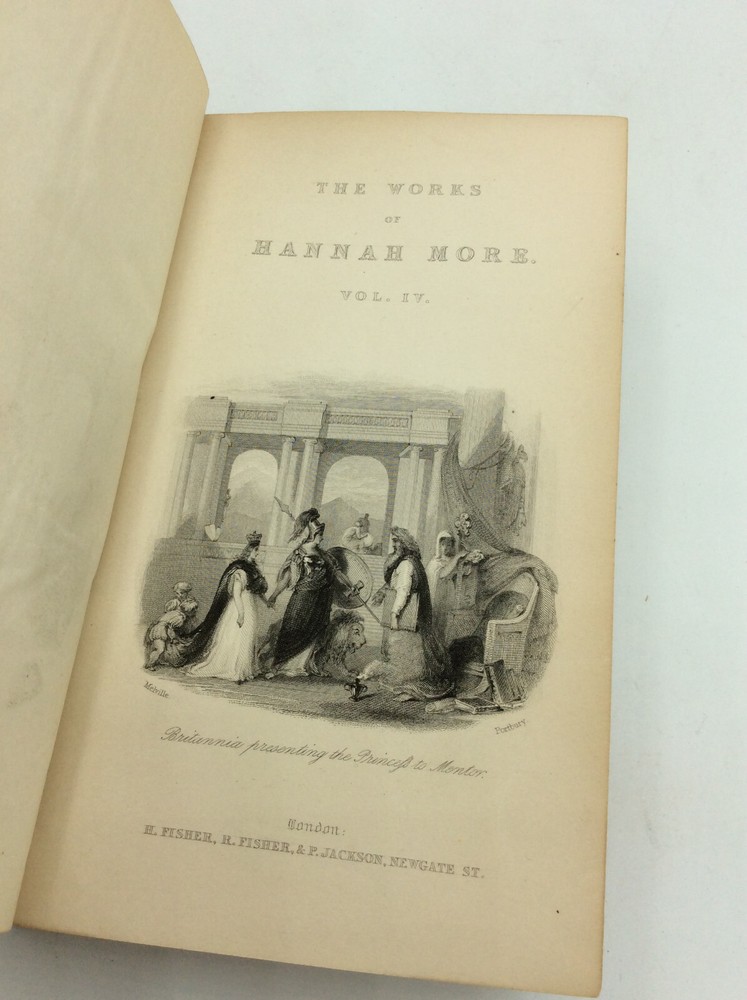 THE WORKS
OF
HANNAH MORE.
VOL. IV.
Melville.
Portbury.
Britannia presenting the Princeſs to Mentor.
London:
H. FISHER, R. FISHER, & P. JACKSON, NEWGATE ST.